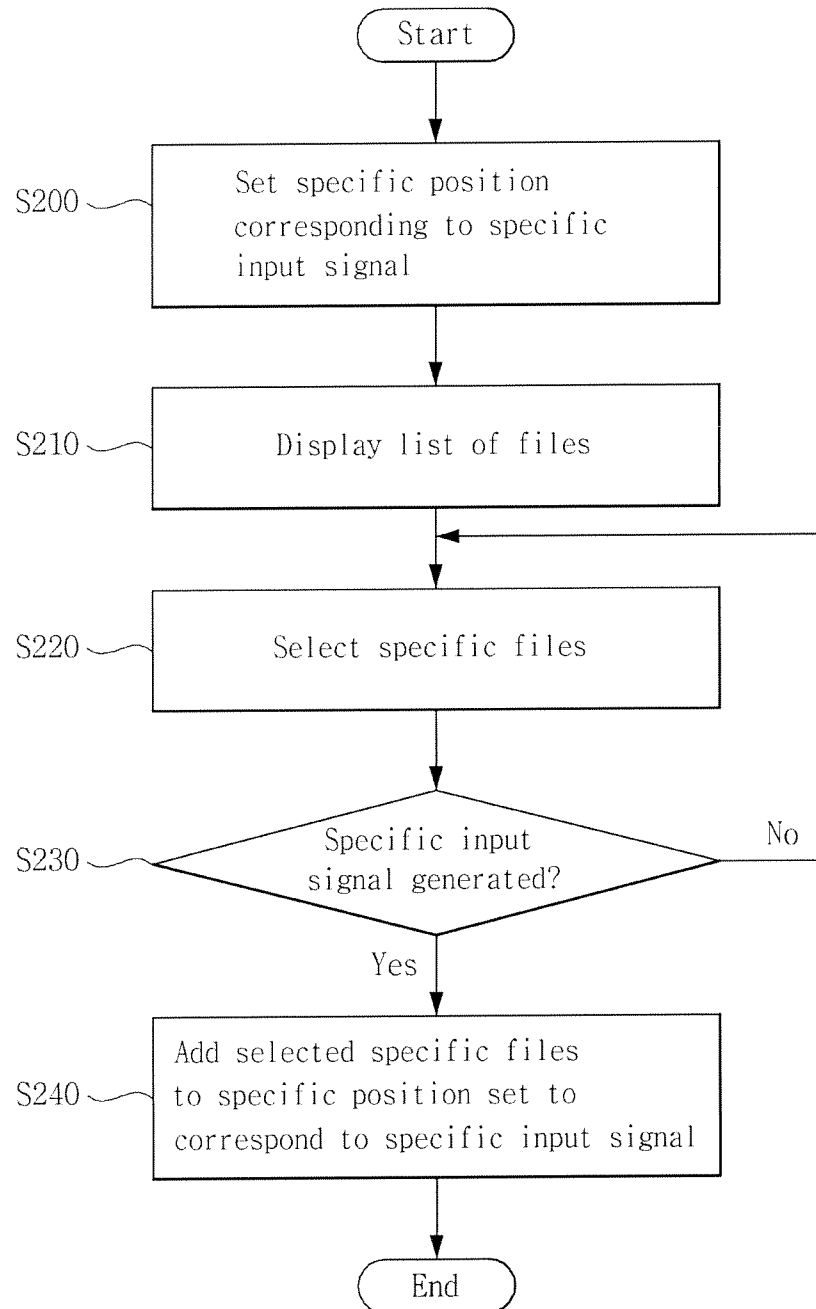 Start
S200
Set specific position
corresponding to specific
input signal
S210
Display list of files
S220
Select specific files
S230
Specific input
signal generated?
No
Yes
S240
Add selected specific files
to specific position set to
correspond to specific input signal
End